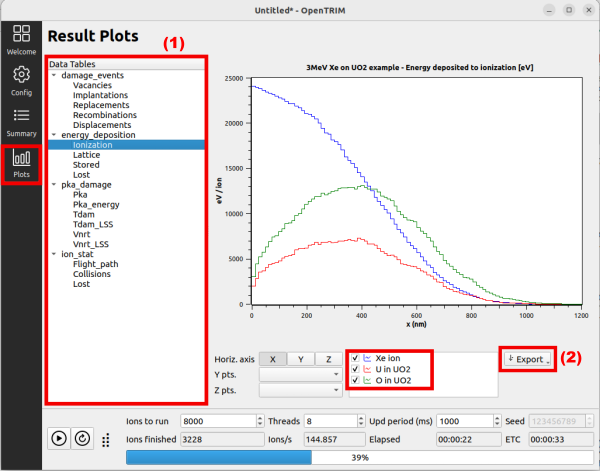 Untitled* - OpenTRIM
Welcome
Config
Summary
Plots
Result Plots
(1)
Data Tables
damage_events
Vacancies
Implantations
Replacements
Recombinations
Displacements
energy_deposition
Ionization
Lattice
Stored
Lost
pka_damage
Pka
Pka_energy
Tdam
Tdam_LSS
Vnrt
Vnrt_LSS
ion_stat
Flight_path
Collisions
Lost
3MeV Xe on UO2 example - Energy deposited to ionization [eV]
25000
20000
15000
10000
5000
0
eV / ion
0 200 400 600 800 1000 1200
x (nm)
Horiz. axis X Y Z
Y pts.
Z pts.
Xe ion
U in UO2
O in UO2
Export
(2)
Ions to run 8000 Threads 8 Upd period (ms) 1000 Seed 123456789
Ions finished 3228 Ions/s 144.857 Elapsed 00:00:22 ETC 00:00:33
39%